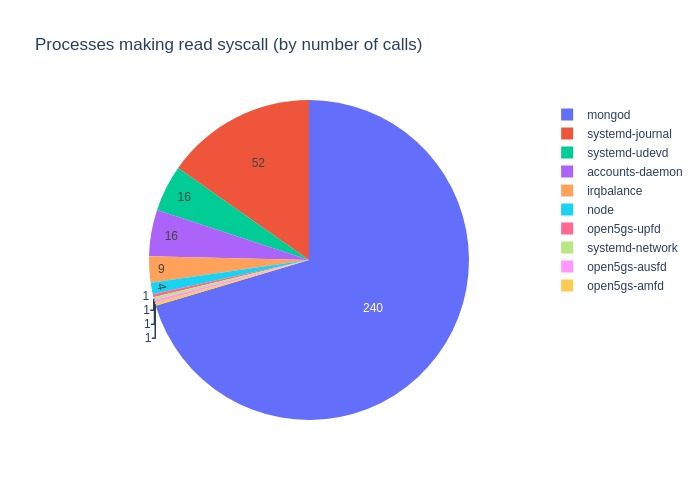 Processes making read syscall (by number of calls)
mongod
systemd-journal
systemd-udevd
accounts-daemon
irqbalance
node
open5gs-upfd
systemd-network
open5gs-ausfd
open5gs-amfd
52
16
16
9
4
1
1
1
1
240